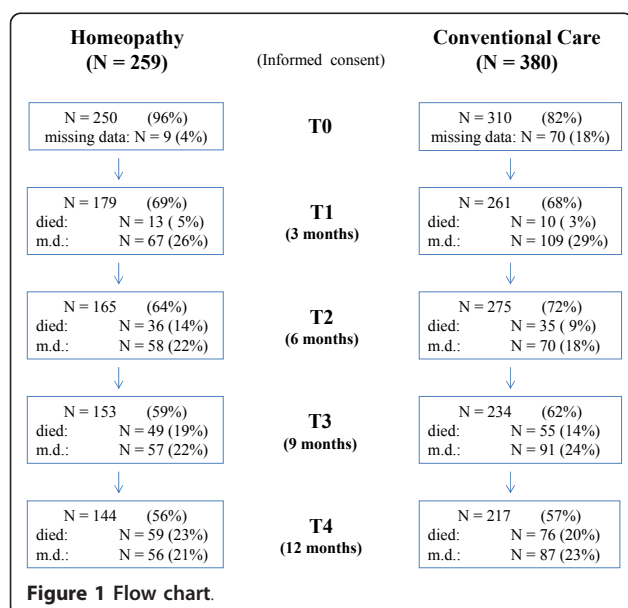 Homeopathy
(N = 259)
(Informed consent)
Conventional Care
(N = 380)
N = 250 (96%)
missing data: N = 9 (4%)
T0
N = 310 (82%)
missing data: N = 70 (18%)
N = 179 (69%)
died: N = 13 ( 5%)
m.d.: N = 67 (26%)
T1
(3 months)
N = 261 (68%)
died: N = 10 ( 3%)
m.d.: N = 109 (29%)
N = 165 (64%)
died: N = 36 (14%)
m.d.: N = 58 (22%)
T2
(6 months)
N = 275 (72%)
died: N = 35 ( 9%)
m.d.: N = 70 (18%)
N = 153 (59%)
died: N = 49 (19%)
m.d.: N = 57 (22%)
T3
(9 months)
N = 234 (62%)
died: N = 55 (14%)
m.d.: N = 91 (24%)
N = 144 (56%)
died: N = 59 (23%)
m.d.: N = 56 (21%)
T4
(12 months)
N = 217 (57%)
died: N = 76 (20%)
m.d.: N = 87 (23%)
Figure 1 Flow chart.